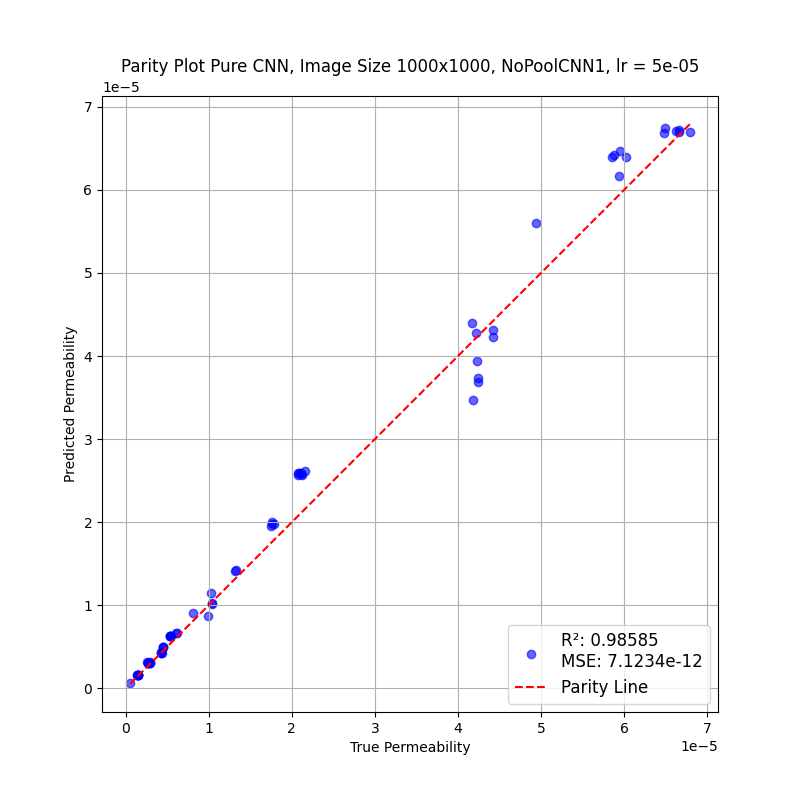 Parity Plot Pure CNN, Image Size 1000x1000, NoPoolCNN1, lr = 5e-05
1e−5
7
6
5
4
3
2
1
0
Predicted Permeability
R²: 0.98585
MSE: 7.1234e-12
Parity Line
0 1 2 3 4 5 6 7
True Permeability
1e−5